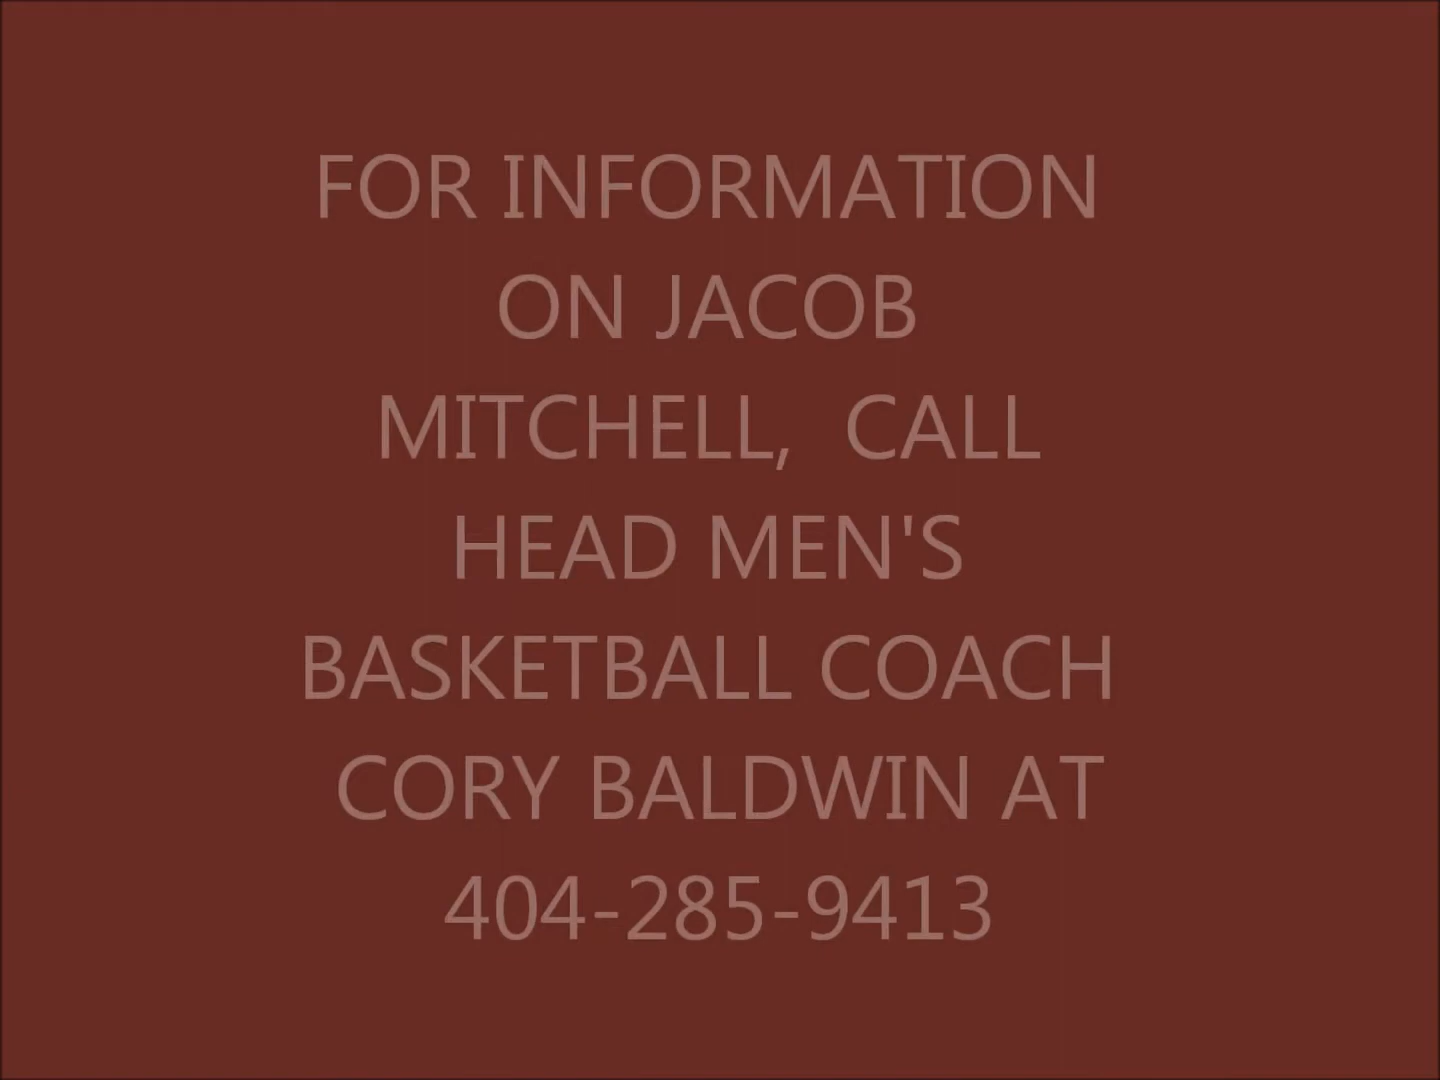 FOR INFORMATION
ON JACOB
MITCHELL,  CALL
HEAD MEN'S
BASKETBALL COACH
CORY BALDWIN AT
404-285-9413